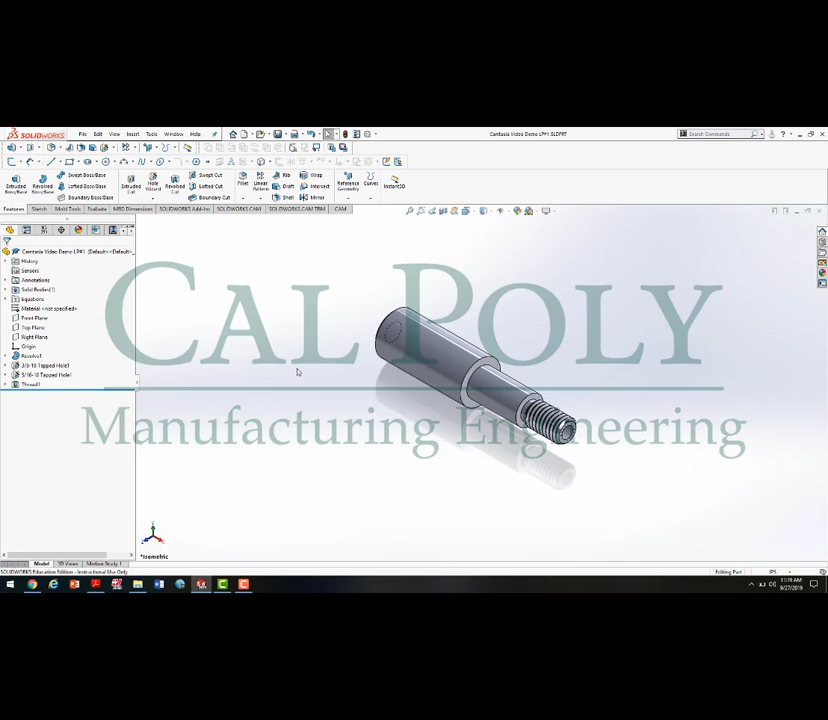 SOLIDWORKS File Edit View Insert Tools Window Help Camtasia Video Demo LP#1.SLDPRT Search Commands
Extruded Boss/Base Revolved Boss/Base Swept Boss/Base Lofted Boss/Base Boundary Boss/Base Extruded Cut Hole Wizard Revolved Cut Swept Cut Lofted Cut Boundary Cut Fillet Linear Pattern Rib Draft Shell Wrap Intersect Mirror Reference Geometry Curves Instant3D
Features Sketch Mold Tools Evaluate MBD Dimensions SOLIDWORKS Add-Ins SOLIDWORKS CAM SOLIDWORKS CAM TBM CAM
Camtasia Video Demo LP#1 (Default<<Default>_
History
Sensors
Annotations
Solid Bodies(1)
Equations
Material <not specified>
Front Plane
Top Plane
Right Plane
Origin
Revolve1
3/8-16 Tapped Hole1
5/16-18 Tapped Hole1
Thread1
CAL POLY
Manufacturing Engineering
*Isometric
Model 3D Views Motion Study 1
SOLIDWORKS Education Edition - Instructional Use Only Editing Part IPS
11:19 AM
9/27/2019